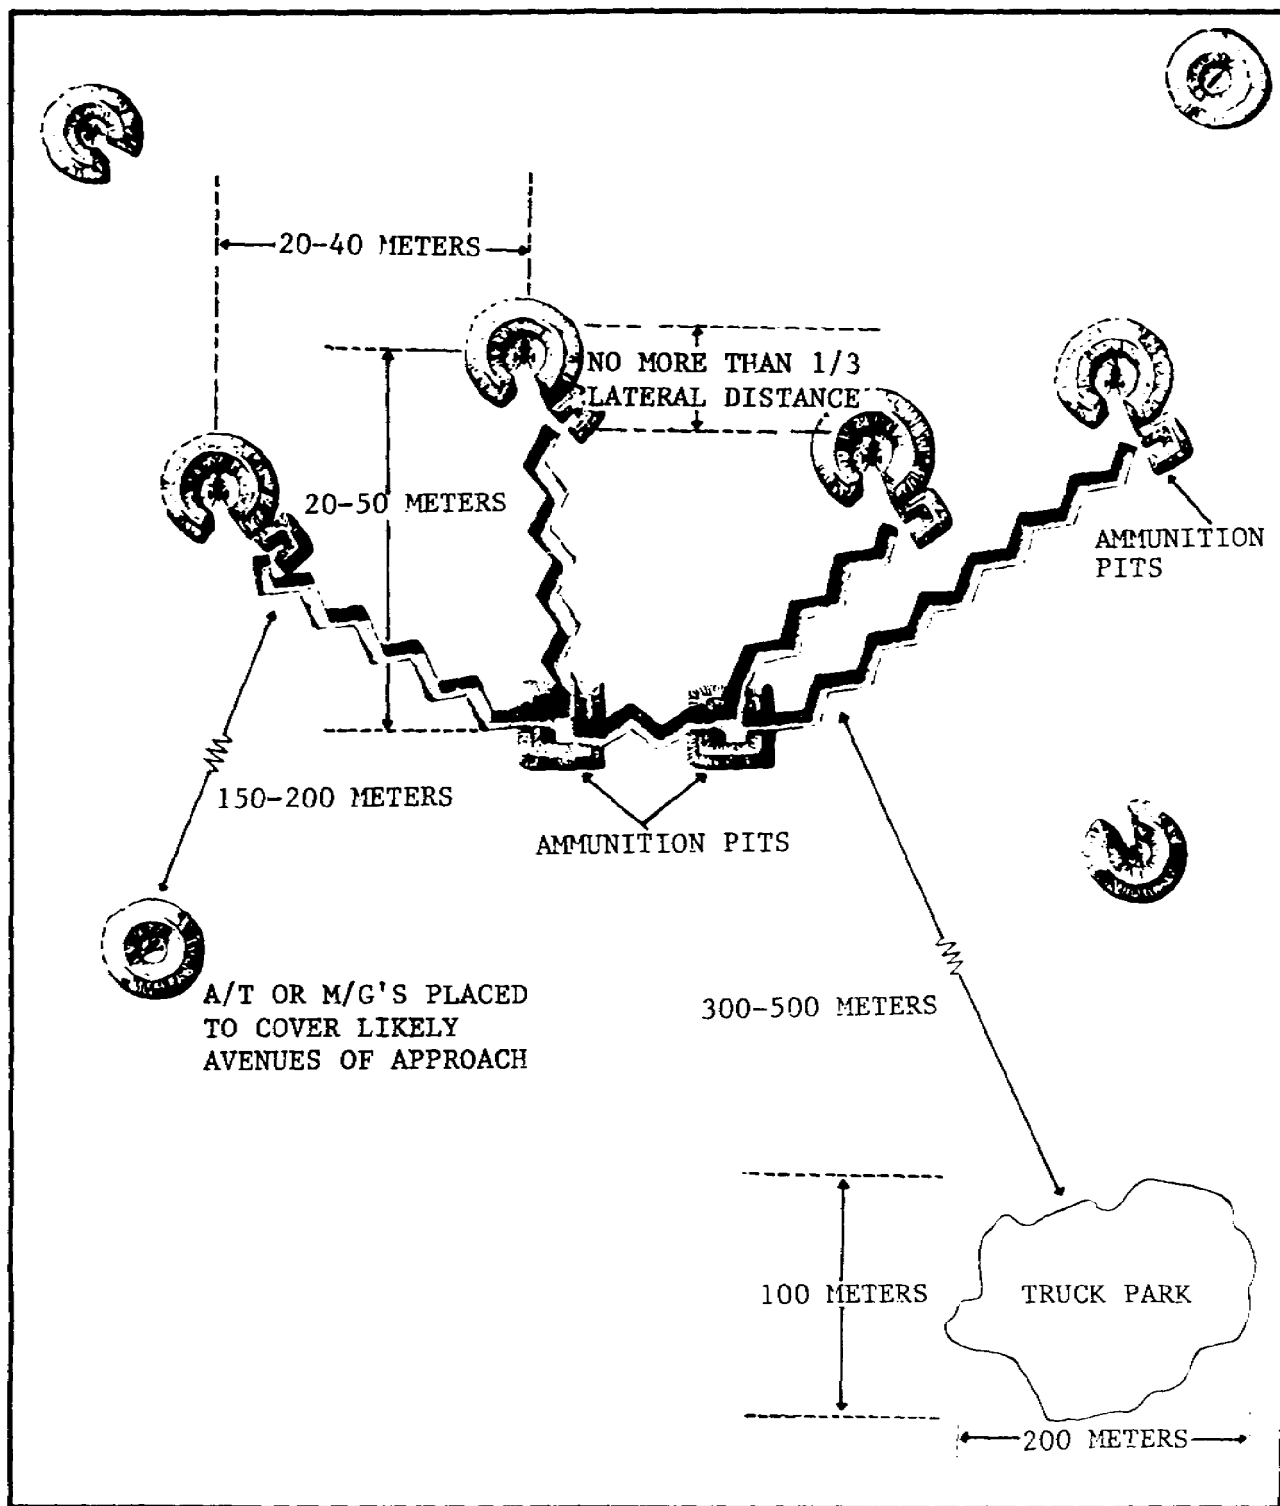 20-40 METERS
NO MORE THAN 1/3
LATERAL DISTANCE
20-50 METERS
AMMUNITION
PITS
150-200 METERS
AMMUNITION PITS
A/T OR M/G'S PLACED
TO COVER LIKELY
AVENUES OF APPROACH
300-500 METERS
100 METERS
TRUCK PARK
200 METERS